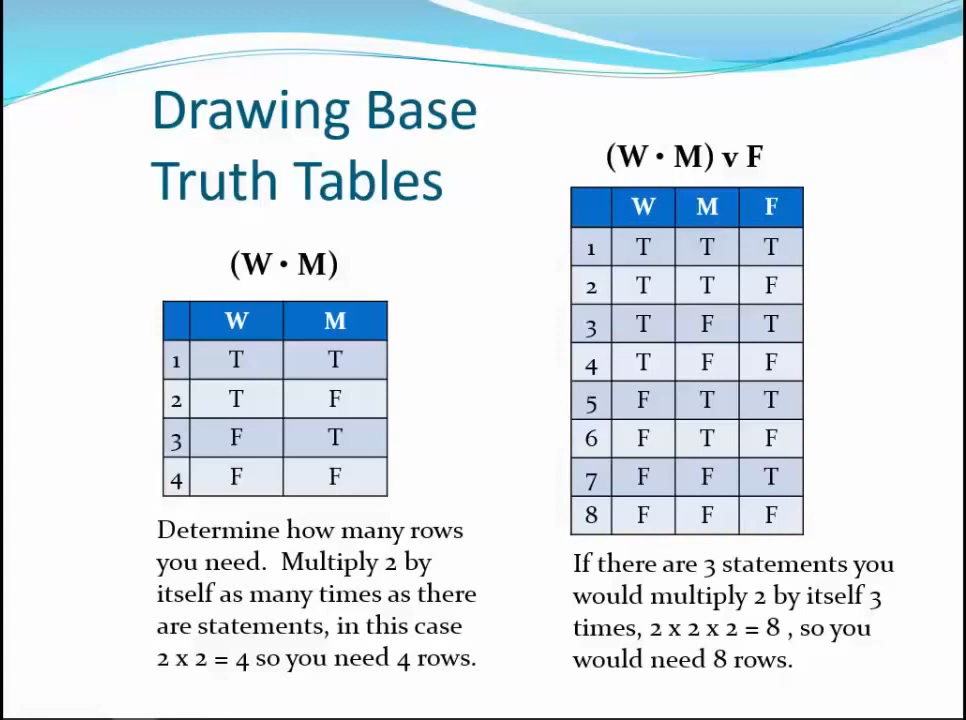 Drawing Base
Truth Tables
(W • M)
W M
1 T T
2 T F
3 F T
4 F F
Determine how many rows
you need. Multiply 2 by
itself as many times as there
are statements, in this case
2 x 2 = 4 so you need 4 rows.
(W • M) v F
W M F
1 T T T
2 T T F
3 T F T
4 T F F
5 F T T
6 F T F
7 F F T
8 F F F
If there are 3 statements you
would multiply 2 by itself 3
times, 2 x 2 x 2 = 8 , so you
would need 8 rows.